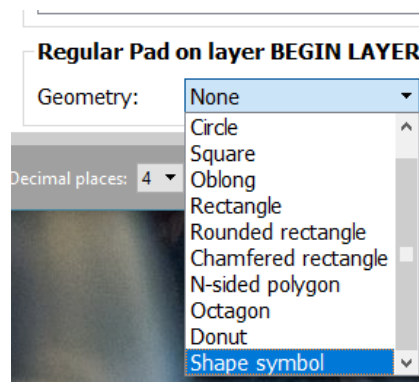 Regular Pad on layer BEGIN LAYER
Geometry: None
Circle
Square
Decimal places: 4
Oblong
Rectangle
Rounded rectangle
Chamfered rectangle
N-sided polygon
Octagon
Donut
Shape symbol